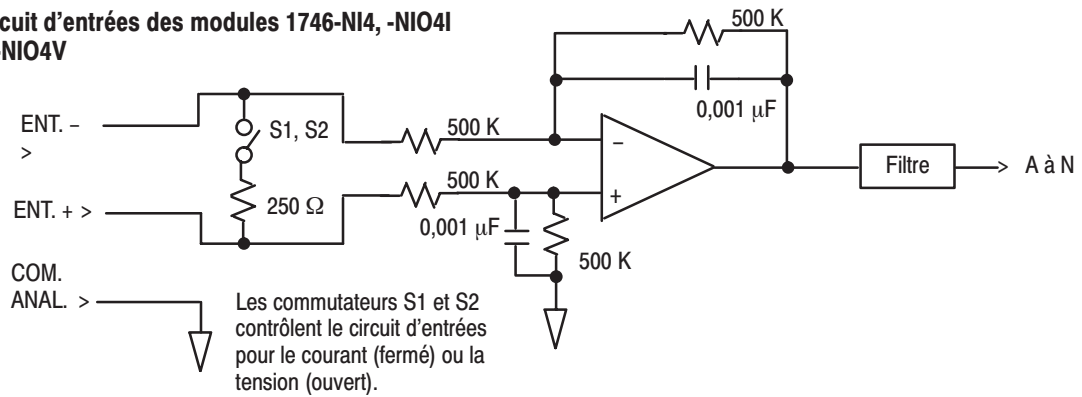 cuit d'entrées des modules 1746-NI4, -NIO4I
-NIO4V
500 K
0,001 µF
ENT. –
>
S1, S2
500 K
–
Filtre
> A à N
500 K
+
ENT. + >
250 Ω
0,001 µF
500 K
COM.
ANAL. >
Les commutateurs S1 et S2
contrôlent le circuit d'entrées
pour le courant (fermé) ou la
tension (ouvert).